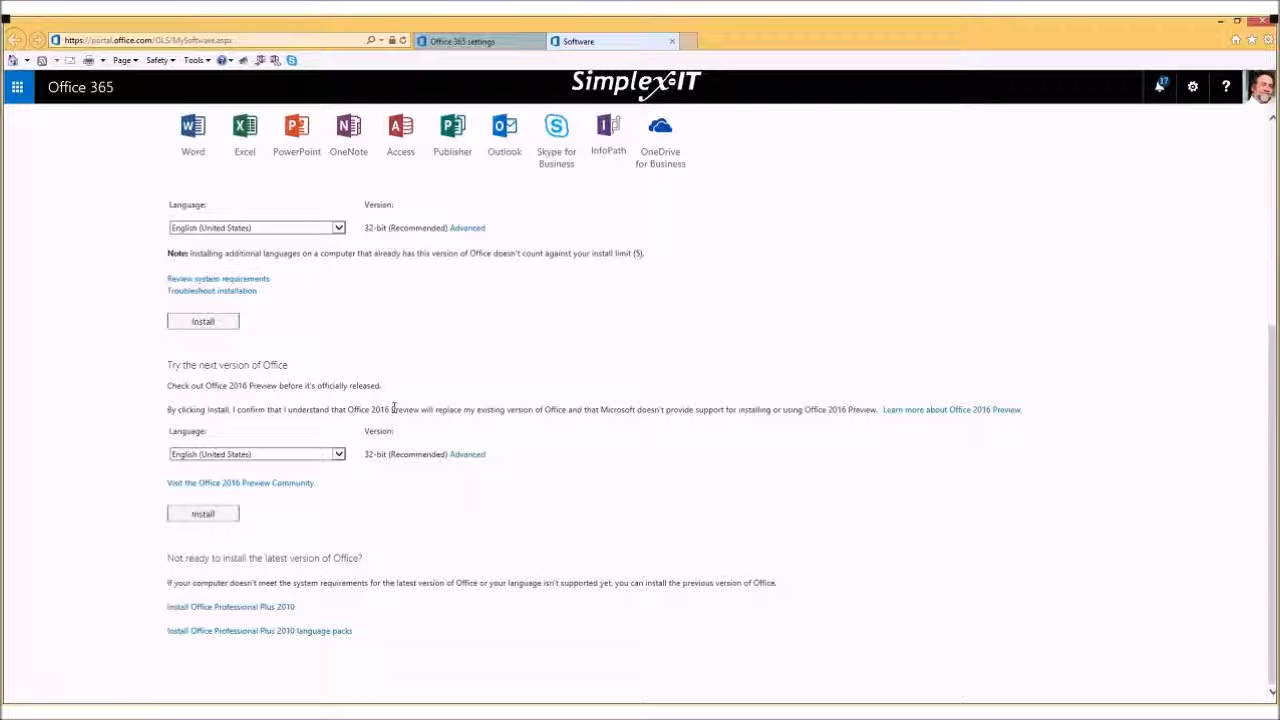 https://portal.office.com/OLS/MySoftware.aspx
Office 365 settings
Software
Page
Safety
Tools
Office 365
Simplex-IT
17
?
Word
Excel
PowerPoint
OneNote
Access
Publisher
Outlook
Skype for Business
InfoPath
OneDrive for Business
Language:
Version:
English (United States)
32-bit (Recommended) Advanced
Note: Installing additional languages on a computer that already has this version of Office doesn't count against your install limit (5).
Review system requirements
Troubleshoot installation
Install
Try the next version of Office
Check out Office 2016 Preview before it's officially released.
By clicking Install, I confirm that I understand that Office 2016 Preview will replace my existing version of Office and that Microsoft doesn't provide support for installing or using Office 2016 Preview. Learn more about Office 2016 Preview.
Language:
Version:
English (United States)
32-bit (Recommended) Advanced
Visit the Office 2016 Preview Community
Install
Not ready to install the latest version of Office?
If your computer doesn't meet the system requirements for the latest version of Office or your language isn't supported yet, you can install the previous version of Office.
Install Office Professional Plus 2010
Install Office Professional Plus 2010 language packs